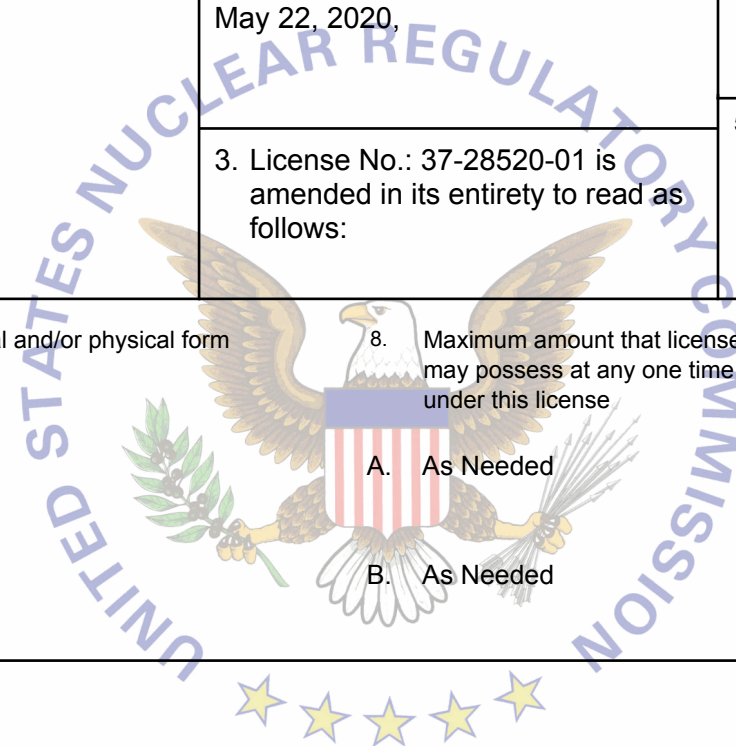 May 22, 2020,
3. License No.: 37-28520-01 is
amended in its entirety to read as
follows:
and/or physical form
8. Maximum amount that license
may possess at any one time
under this license
A. As Needed
B. As Needed
UNITED STATES NUCLEAR REGULATORY COMMISSION